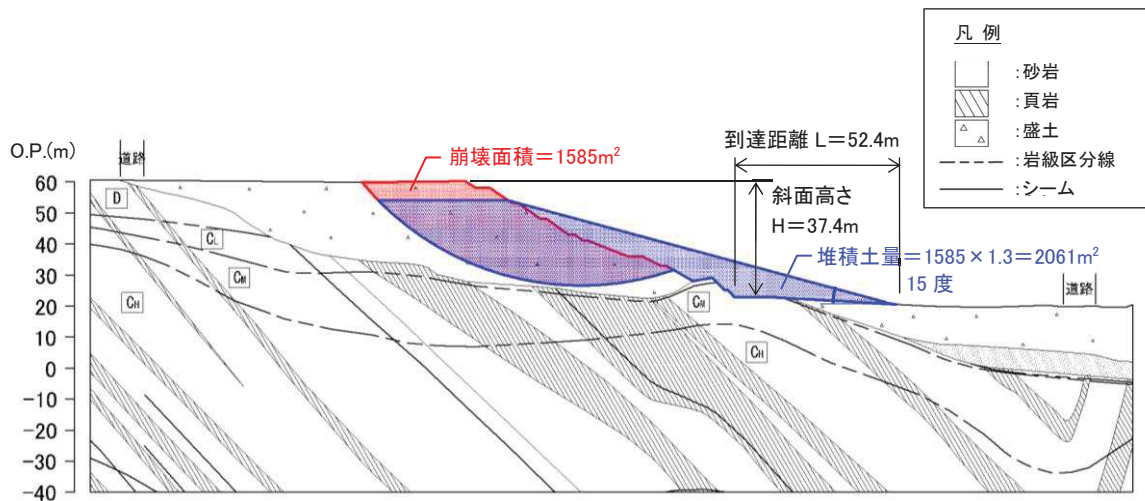 凡 例
:砂岩
:頁岩
:盛土
:岩級区分線
:シーム
到達距離 L=52.4m
O.P.(m)
道路
崩壊面積=1585m²
斜面高さ
H=37.4m
堆積土量=1585×1.3=2061m²
15 度
道路
60
50
40
30
20
10
0
-10
-20
-30
-40
D
CL
CM
CH
CM
CH